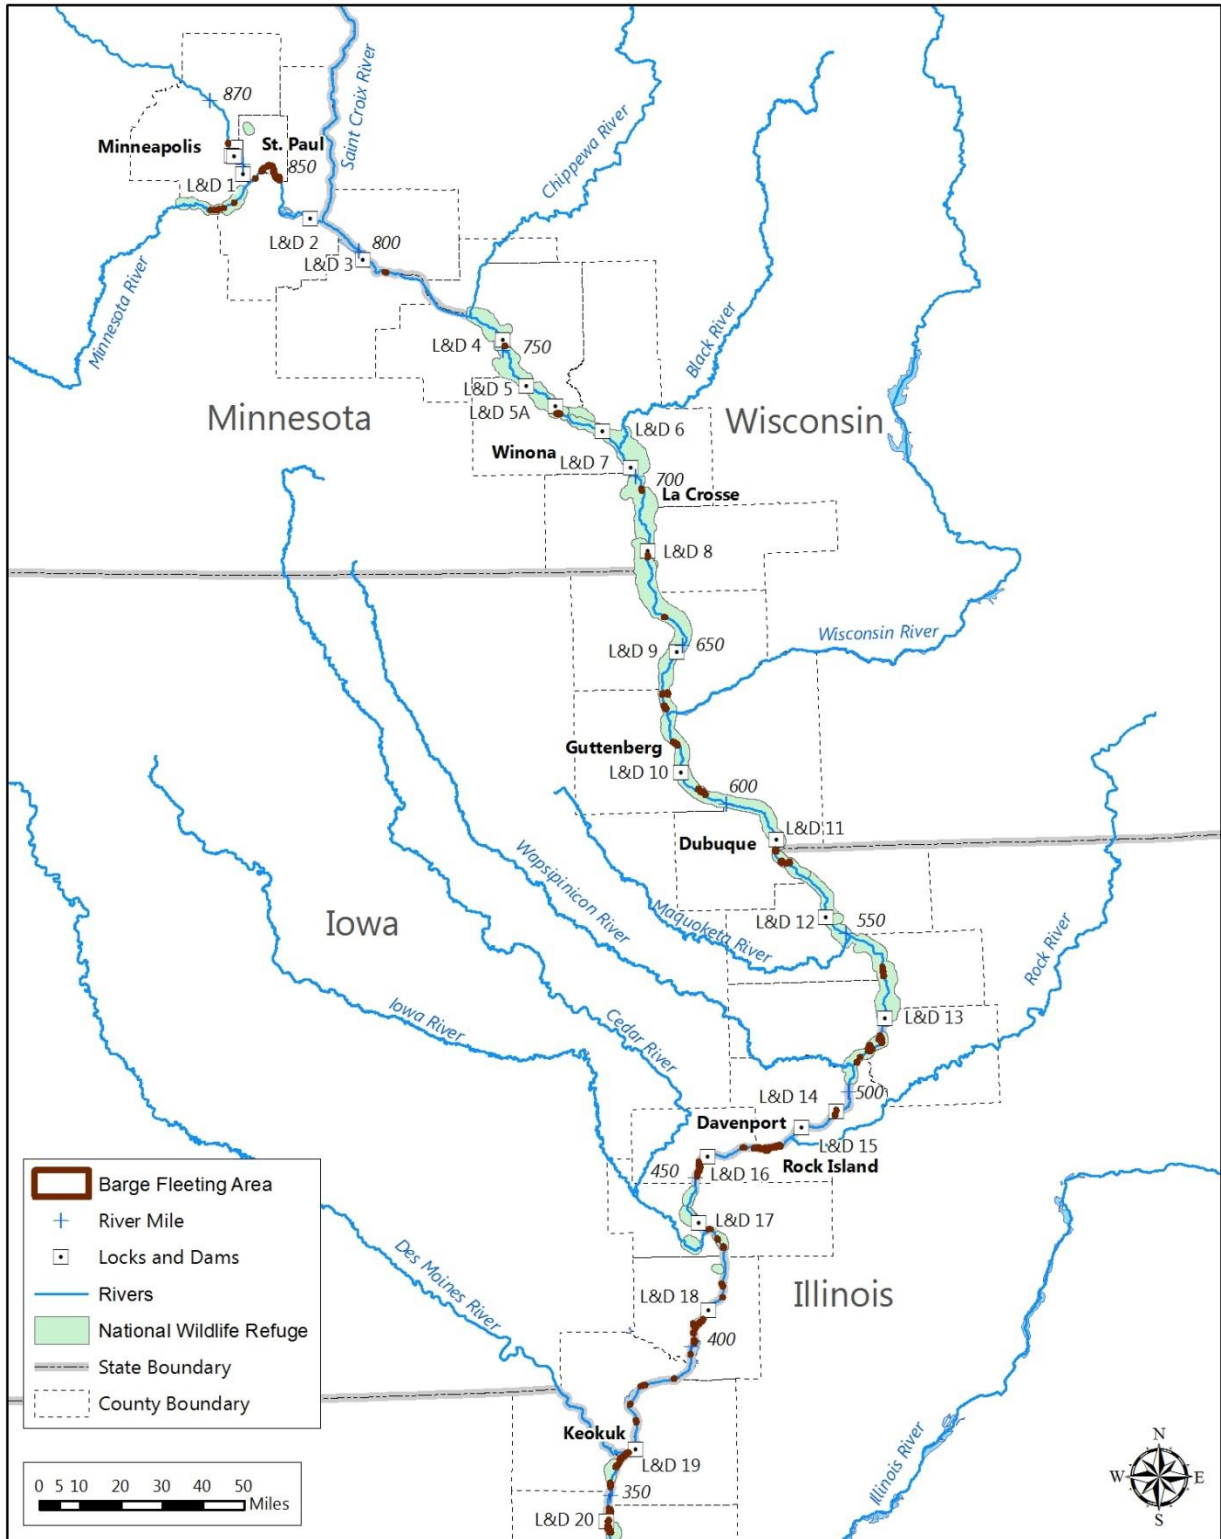 870
Saint Croix River
Minneapolis
St. Paul
850
L&D 1
Chippewa River
L&D 2
800
L&D 3
Minnesota River
Black River
L&D 4
750
L&D 5
Minnesota
Wisconsin
L&D 5A
L&D 6
Winona
L&D 7
700
La Crosse
L&D 8
Wisconsin River
L&D 9
650
Guttenberg
L&D 10
600
L&D 11
Dubuque
Wapsipinicon River
Maquoketa River
L&D 12
550
Iowa
Rock River
Iowa River
Cedar River
L&D 13
L&D 14
500
Davenport
L&D 15
Rock Island
450
L&D 16
L&D 17
Des Moines River
L&D 18
Illinois
400
Keokuk
L&D 19
Illinois River
350
L&D 20
Barge Fleeting Area
River Mile
Locks and Dams
Rivers
National Wildlife Refuge
State Boundary
County Boundary
0 5 10 20 30 40 50
Miles
N
W E
S